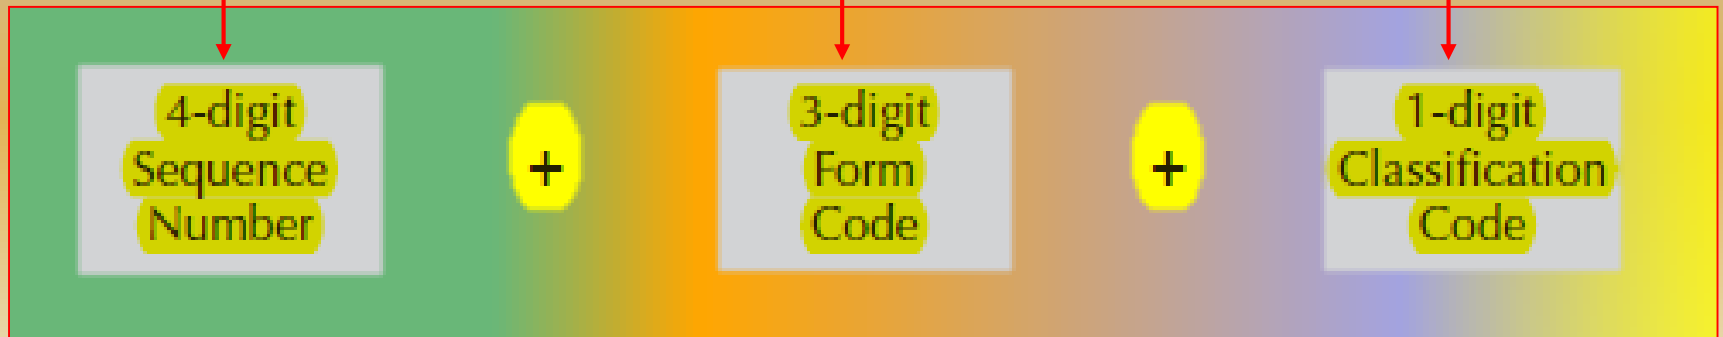 4-digit
Sequence
Number
+
3-digit
Form
Code
+
1-digit
Classification
Code